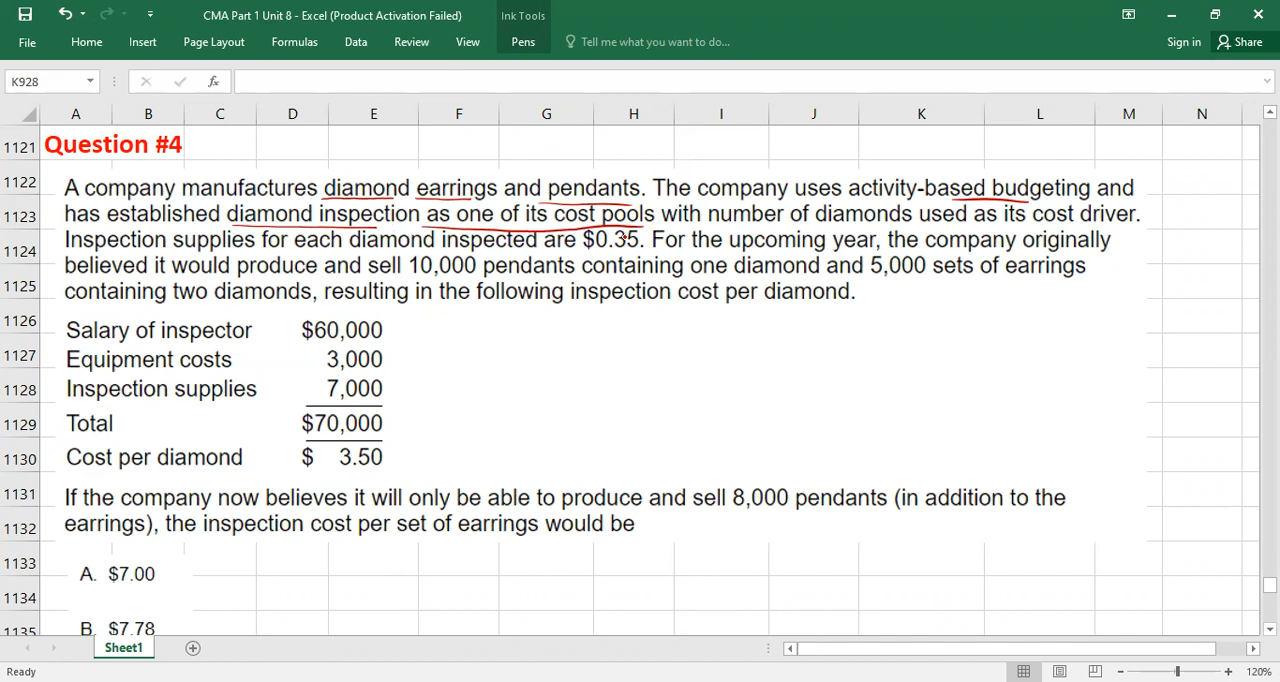 CMA Part 1 Unit 8 - Excel (Product Activation Failed)
Ink Tools
File Home Insert Page Layout Formulas Data Review View Pens Tell me what you want to do... Sign in Share
K928 fx
A B C D E F G H I J K L M N
1121 Question #4
1122 A company manufactures diamond earrings and pendants. The company uses activity-based budgeting and
1123 has established diamond inspection as one of its cost pools with number of diamonds used as its cost driver.
1124 Inspection supplies for each diamond inspected are $0.35. For the upcoming year, the company originally
1125 believed it would produce and sell 10,000 pendants containing one diamond and 5,000 sets of earrings
containing two diamonds, resulting in the following inspection cost per diamond.
1126 Salary of inspector $60,000
1127 Equipment costs 3,000
1128 Inspection supplies 7,000
1129 Total $70,000
1130 Cost per diamond $ 3.50
1131 If the company now believes it will only be able to produce and sell 8,000 pendants (in addition to the
1132 earrings), the inspection cost per set of earrings would be
1133 A. $7.00
1134
1135 B. $7.78
Sheet1
Ready 120%